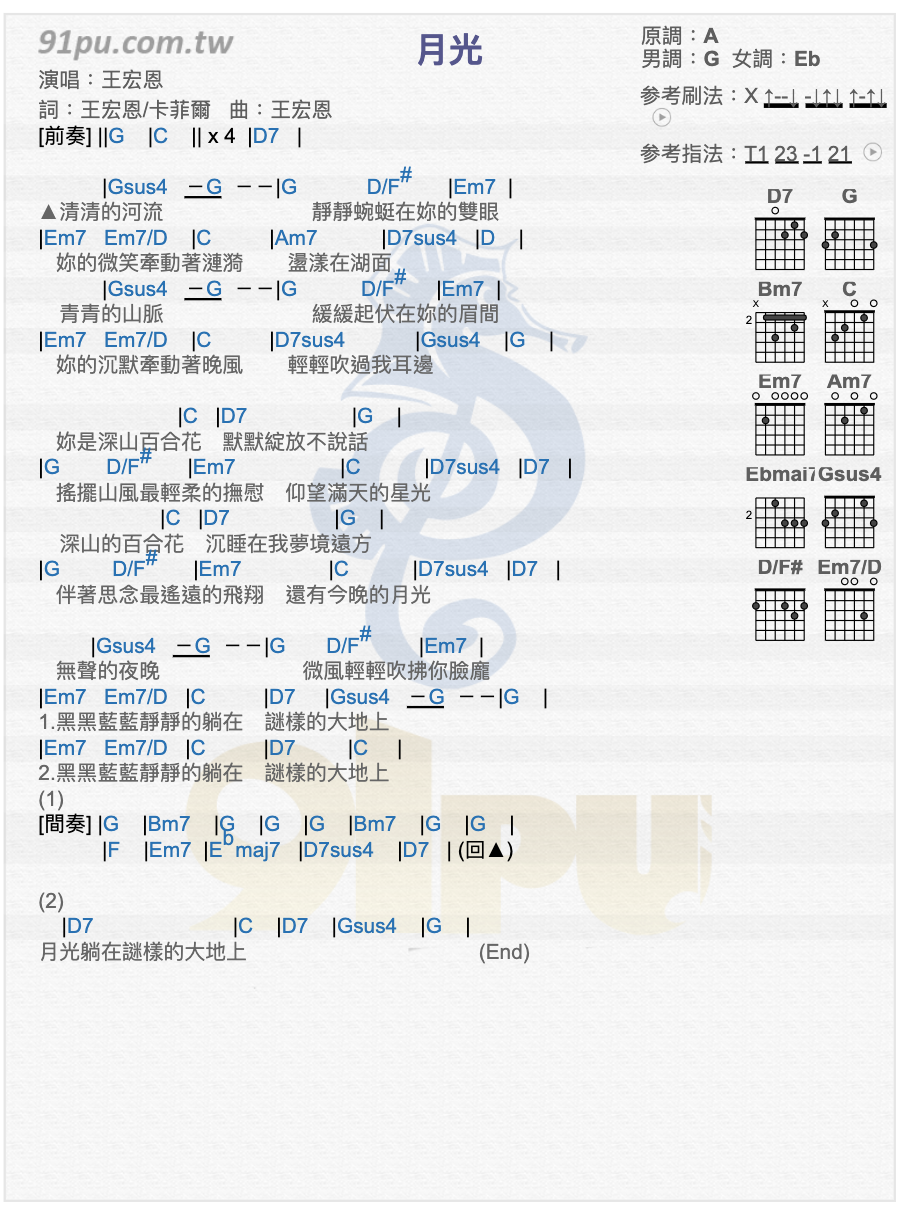 91pu.com.tw
月光
原調：A
男調：G 女調：Eb
演唱：王宏恩
參考刷法：X ↑--↓ -↓↑↓ ↑-↑↓
詞：王宏恩/卡菲爾 曲：王宏恩
[前奏] ||G |C || x 4 |D7 |
參考指法：T1 23 -1 21
|Gsus4 －G －－|G D/F# |Em7 |
▲清清的河流 靜靜蜿蜒在妳的雙眼
|Em7 Em7/D |C |Am7 |D7sus4 |D |
妳的微笑牽動著漣漪 盪漾在湖面
|Gsus4 －G －－|G D/F# |Em7 |
青青的山脈 緩緩起伏在妳的眉間
|Em7 Em7/D |C |D7sus4 |Gsus4 |G |
妳的沉默牽動著晚風 輕輕吹過我耳邊
|C |D7 |G |
妳是深山百合花 默默綻放不說話
|G D/F# |Em7 |C |D7sus4 |D7 |
搖擺山風最輕柔的撫慰 仰望滿天的星光
|C |D7 |G |
深山的百合花 沉睡在我夢境遠方
|G D/F# |Em7 |C |D7sus4 |D7 |
伴著思念最遙遠的飛翔 還有今晚的月光
|Gsus4 －G －－|G D/F# |Em7 |
無聲的夜晚 微風輕輕吹拂你臉龐
|Em7 Em7/D |C |D7 |Gsus4 －G －－|G |
1.黑黑藍藍靜靜的躺在 謎樣的大地上
|Em7 Em7/D |C |D7 |C |
2.黑黑藍藍靜靜的躺在 謎樣的大地上
(1)
[間奏] |G |Bm7 |G |G |G |Bm7 |G |G |
|F |Em7 |Ebmaj7 |D7sus4 |D7 | (回▲)
(2)
|D7 |C |D7 |Gsus4 |G |
月光躺在謎樣的大地上 (End)
D7 G
Bm7 C
x x
2
Em7 Am7
Ebmaj7 Gsus4
2
D/F# Em7/D
91pu